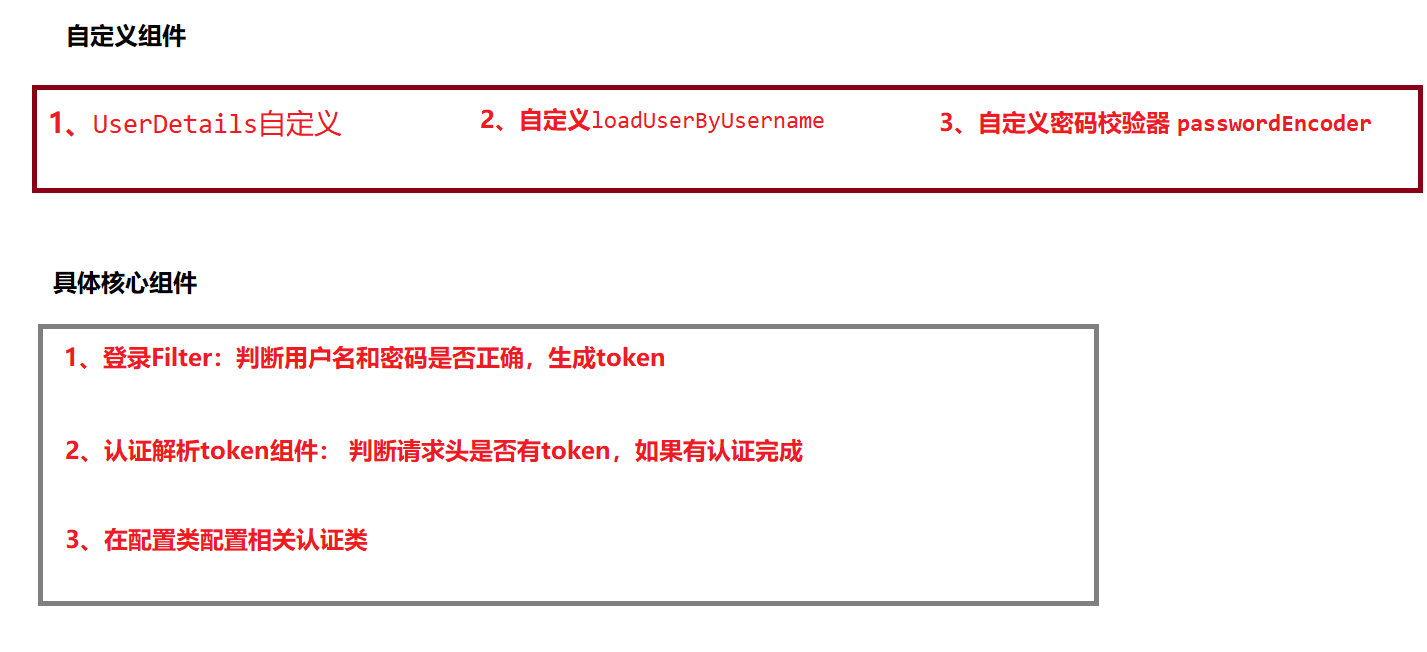 自定义组件
1、UserDetails自定义 2、自定义loadUserByUsername 3、自定义密码校验器 passwordEncoder
具体核心组件
1、登录Filter：判断用户名和密码是否正确，生成token
2、认证解析token组件： 判断请求头是否有token，如果有认证完成
3、在配置类配置相关认证类